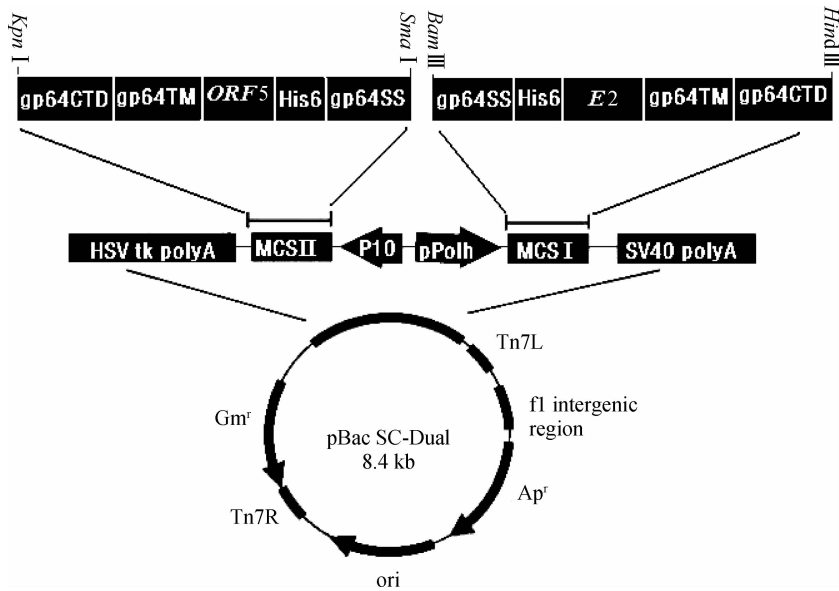 Kpn I
Sma I
Bam III
Hind III
gp64CTD gp64TM ORF5 His6 gp64SS
gp64SS His6 E2 gp64TM gp64CTD
HSV tk polyA MCSII P10 pPolh MCS I SV40 polyA
Tn7L
f1 intergenic
region
Apʳ
ori
Tn7R
Gmʳ
pBac SC-Dual
8.4 kb